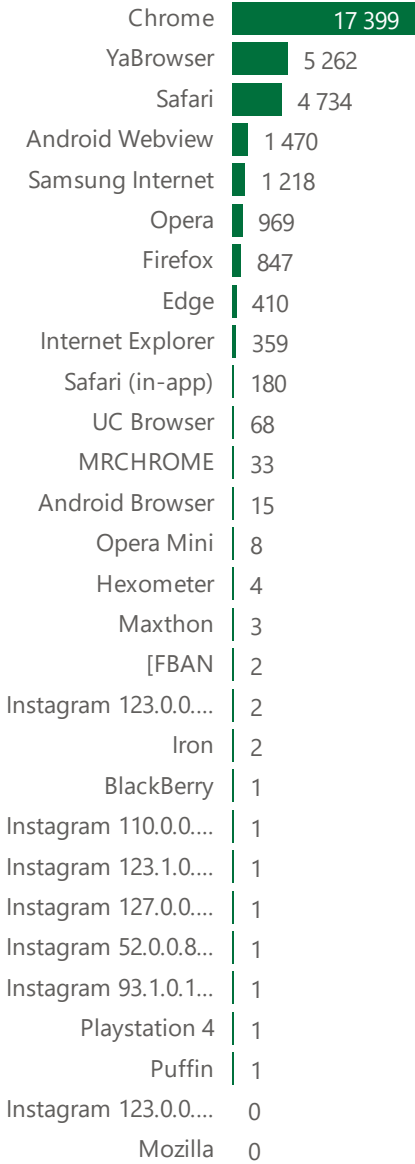 Chrome 17 399
YaBrowser 5 262
Safari 4 734
Android Webview 1 470
Samsung Internet 1 218
Opera 969
Firefox 847
Edge 410
Internet Explorer 359
Safari (in-app) 180
UC Browser 68
MRCHROME 33
Android Browser 15
Opera Mini 8
Hexometer 4
Maxthon 3
[FBAN 2
Instagram 123.0.0.... 2
Iron 2
BlackBerry 1
Instagram 110.0.0.... 1
Instagram 123.1.0.... 1
Instagram 127.0.0.... 1
Instagram 52.0.0.8... 1
Instagram 93.1.0.1... 1
Playstation 4 1
Puffin 1
Instagram 123.0.0.... 0
Mozilla 0